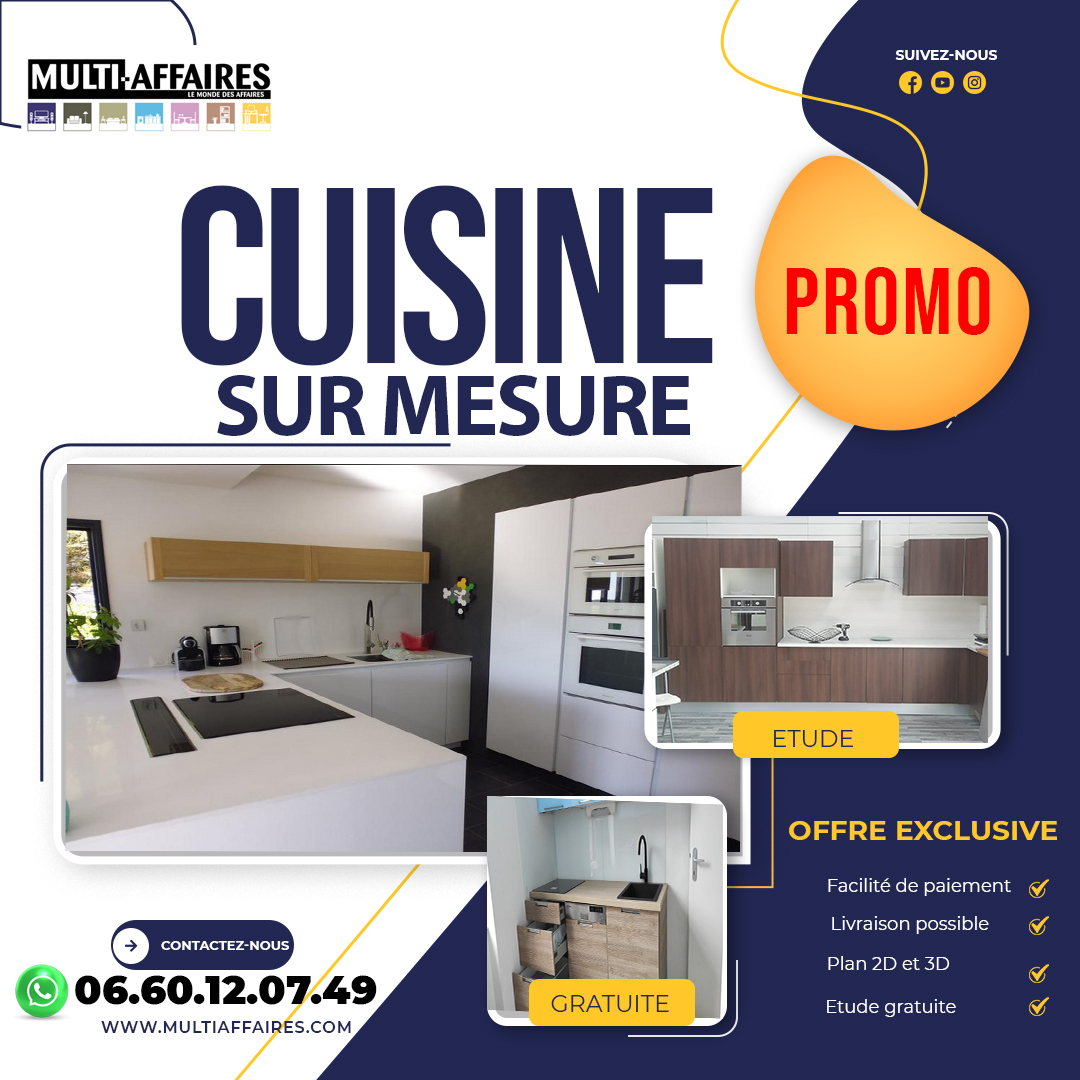 MULTI-AFFAIRES
LE MONDE DES AFFAIRES
SUIVEZ-NOUS
CUISINE
SUR MESURE
PROMO
ETUDE
GRATUITE
OFFRE EXCLUSIVE
Facilité de paiement
Livraison possible
Plan 2D et 3D
Etude gratuite
CONTACTEZ-NOUS
06.60.12.07.49
WWW.MULTIAFFAIRES.COM